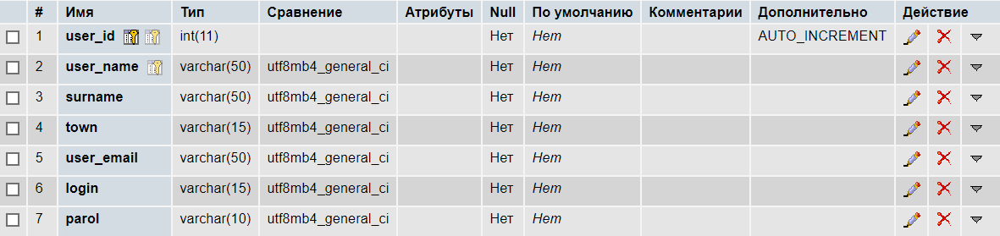 # Имя Тип Сравнение Атрибуты Null По умолчанию Комментарии Дополнительно Действие
1 user_id int(11) Нет Нет AUTO_INCREMENT
2 user_name varchar(50) utf8mb4_general_ci Нет Нет
3 surname varchar(50) utf8mb4_general_ci Нет Нет
4 town varchar(15) utf8mb4_general_ci Нет Нет
5 user_email varchar(50) utf8mb4_general_ci Нет Нет
6 login varchar(15) utf8mb4_general_ci Нет Нет
7 parol varchar(10) utf8mb4_general_ci Нет Нет